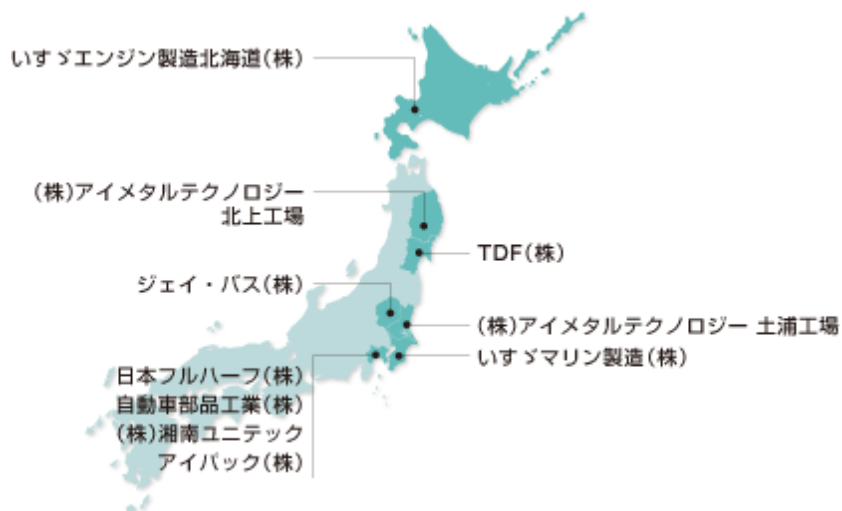 いすゞエンジン製造北海道(株)
(株)アイメタルテクノロジー
北上工場
TDF(株)
ジェイ・バス(株)
(株)アイメタルテクノロジー 土浦工場
いすゞマリン製造(株)
日本フルハーフ(株)
自動車部品工業(株)
(株)湘南ユニテック
アイパック(株)